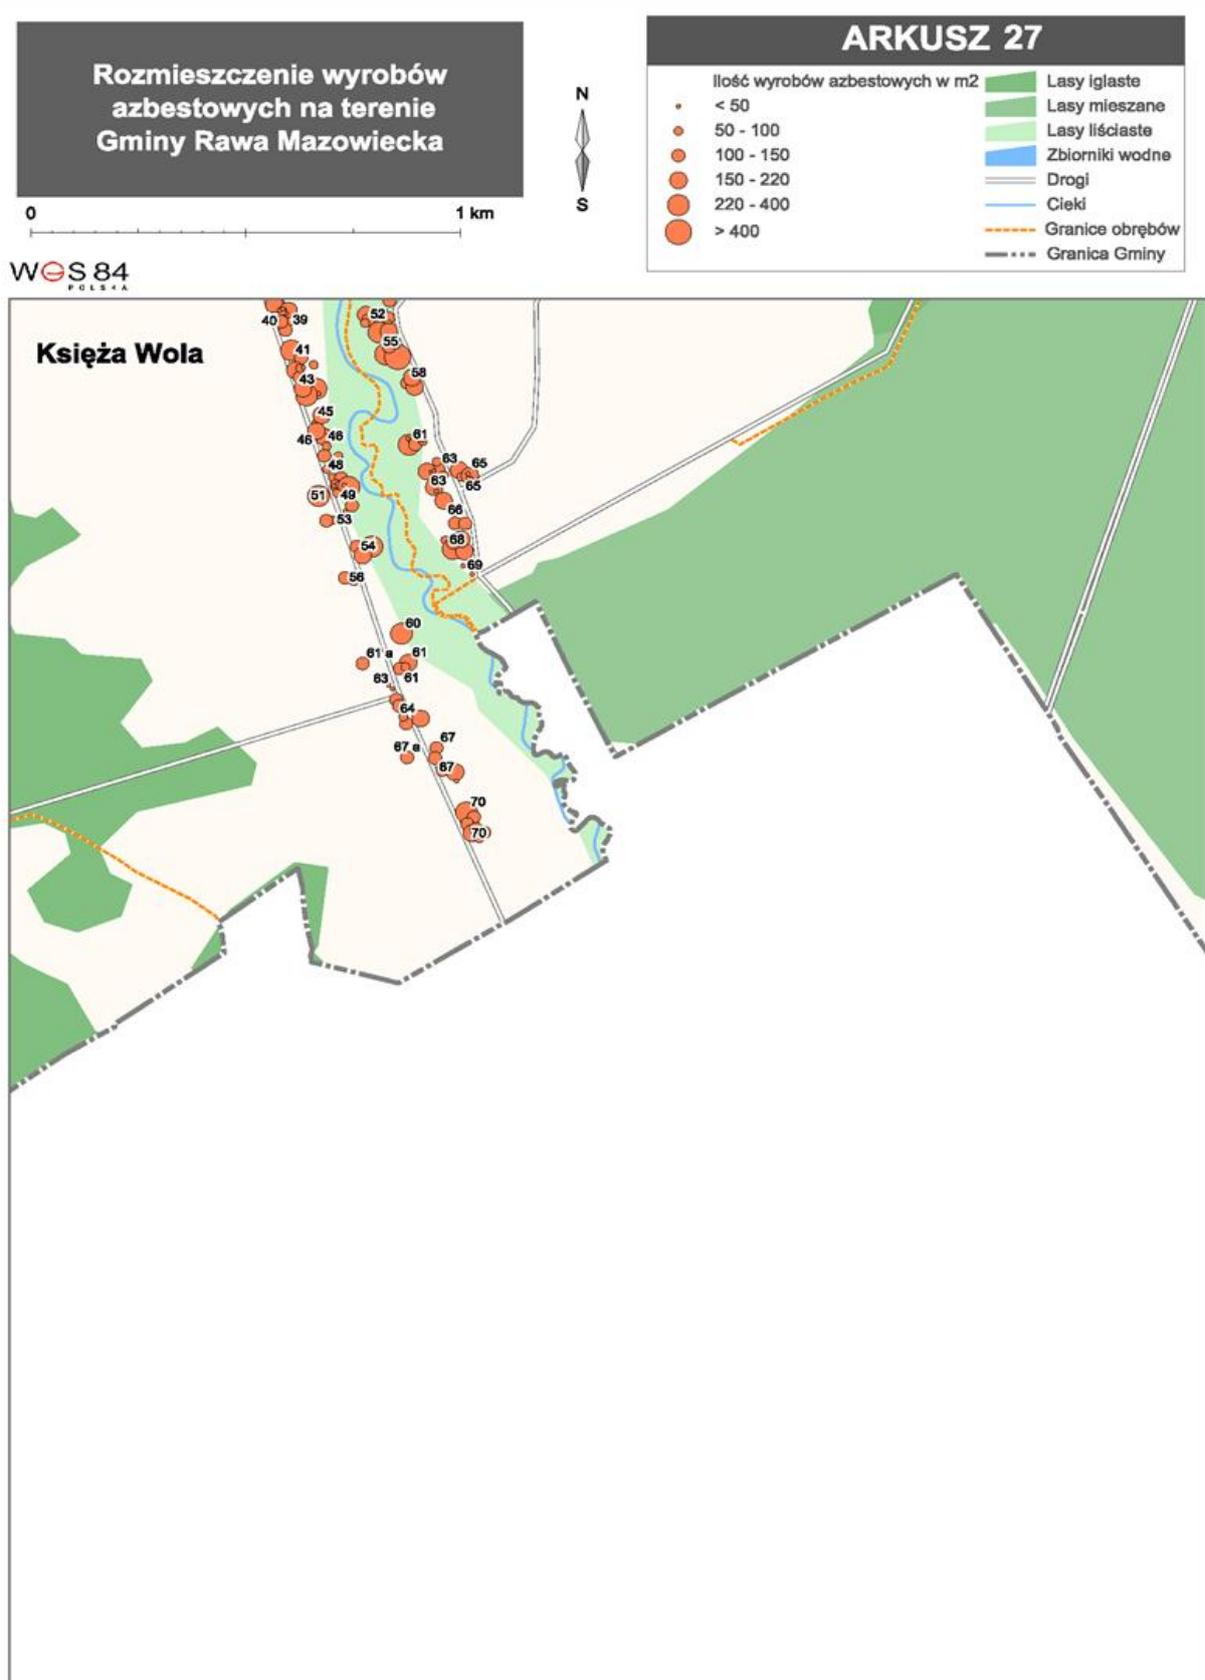 Rozmieszczenie wyrobów
azbestowych na terenie
Gminy Rawa Mazowiecka
0
1 km
WGS 84
POLSKA
N
S
ARKUSZ 27
Ilość wyrobów azbestowych w m2
< 50
50 - 100
100 - 150
150 - 220
220 - 400
> 400
Lasy iglaste
Lasy mieszane
Lasy liściaste
Zbiorniki wodne
Drogi
Cieki
Granice obrębów
Granica Gminy
Księża Wola
40
39
52
55
41
43
58
45
46
46
61
48
63
65
63
65
51
49
66
53
68
54
69
56
60
61 a
61
61
63
64
67 a
67
67
70
70